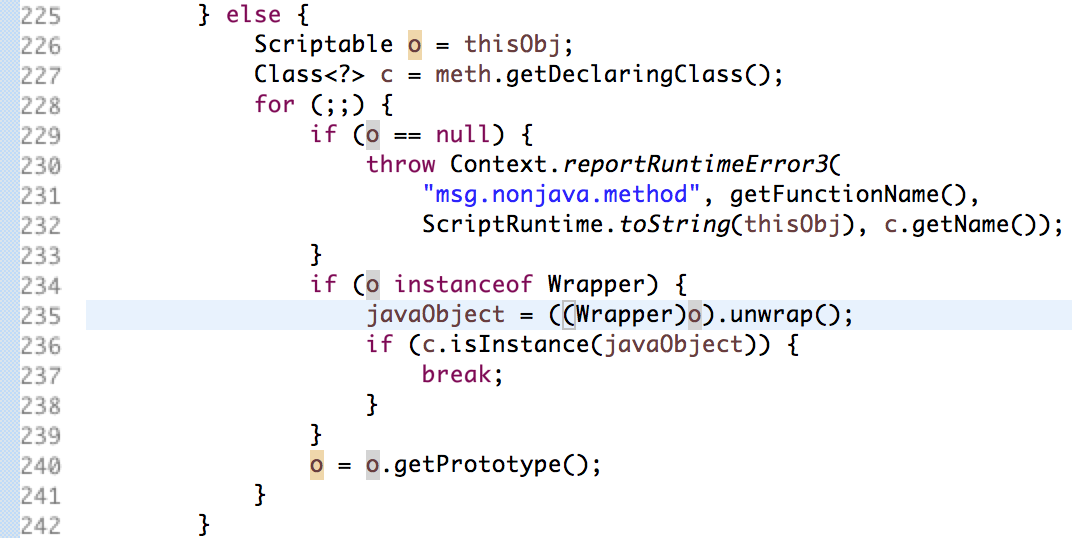 225         } else {
226             Scriptable o = thisObj;
227             Class<?> c = meth.getDeclaringClass();
228             for (;;) {
229                 if (o == null) {
230                     throw Context.reportRuntimeError3(
231                         "msg.nonjava.method", getFunctionName(),
232                         ScriptRuntime.toString(thisObj), c.getName());
233                 }
234                 if (o instanceof Wrapper) {
235                     javaObject = ((Wrapper)o).unwrap();
236                     if (c.isInstance(javaObject)) {
237                         break;
238                     }
239                 }
240                 o = o.getPrototype();
241             }
242         }